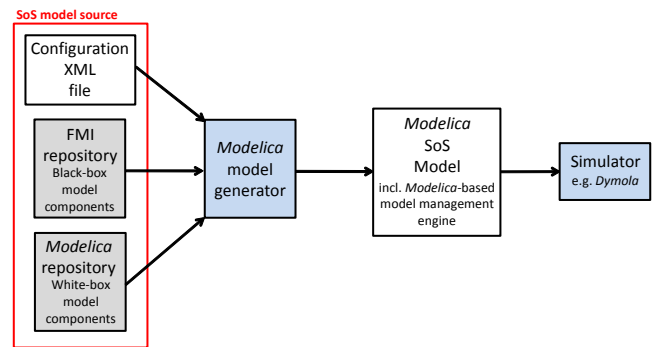 SoS model source
Configuration
XML
file
FMI
repository
Black-box
model
components
Modelica
repository
White-box
model
components
Modelica
model
generator
Modelica
SoS
Model
incl. Modelica-based
model management
engine
Simulator
e.g. Dymola